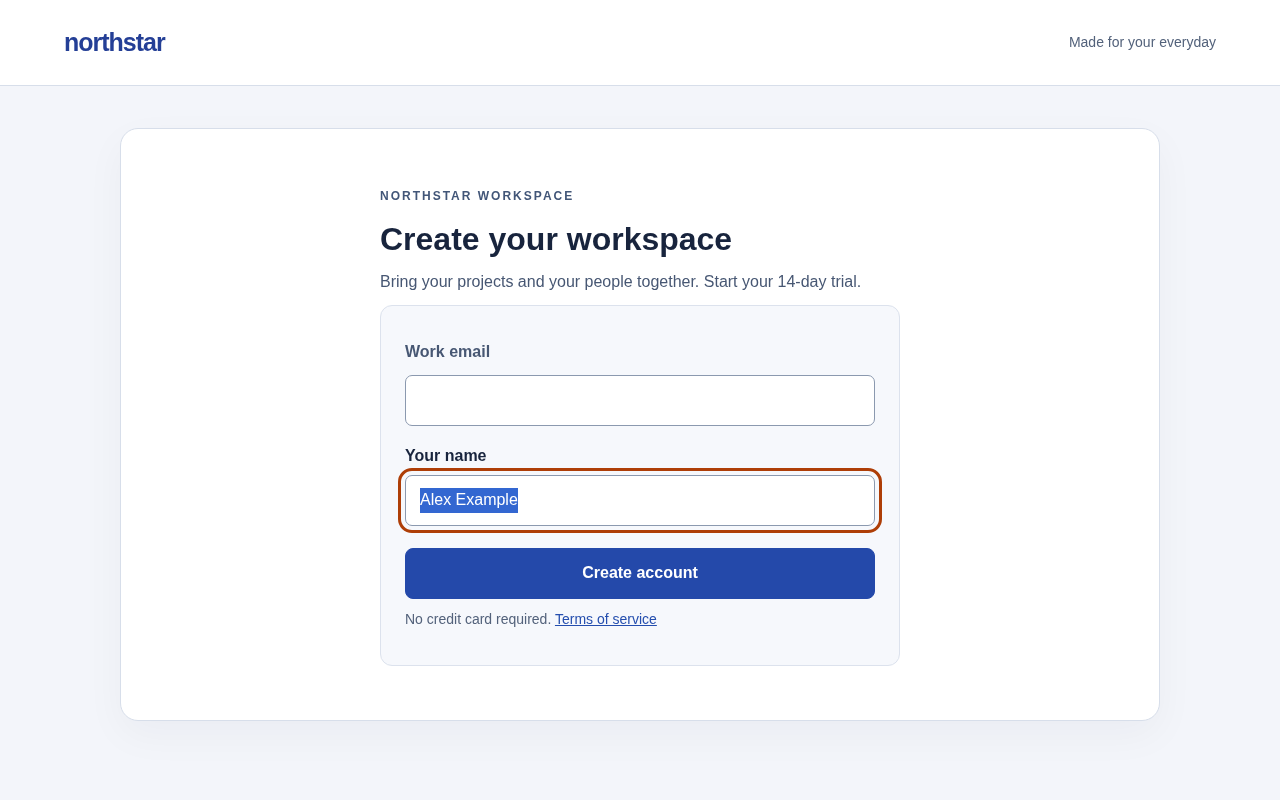 northstar
Made for your everyday
NORTHSTAR WORKSPACE
Create your workspace
Bring your projects and your people together. Start your 14-day trial.
Work email
Your name
Alex Example
Create account
No credit card required. Terms of service